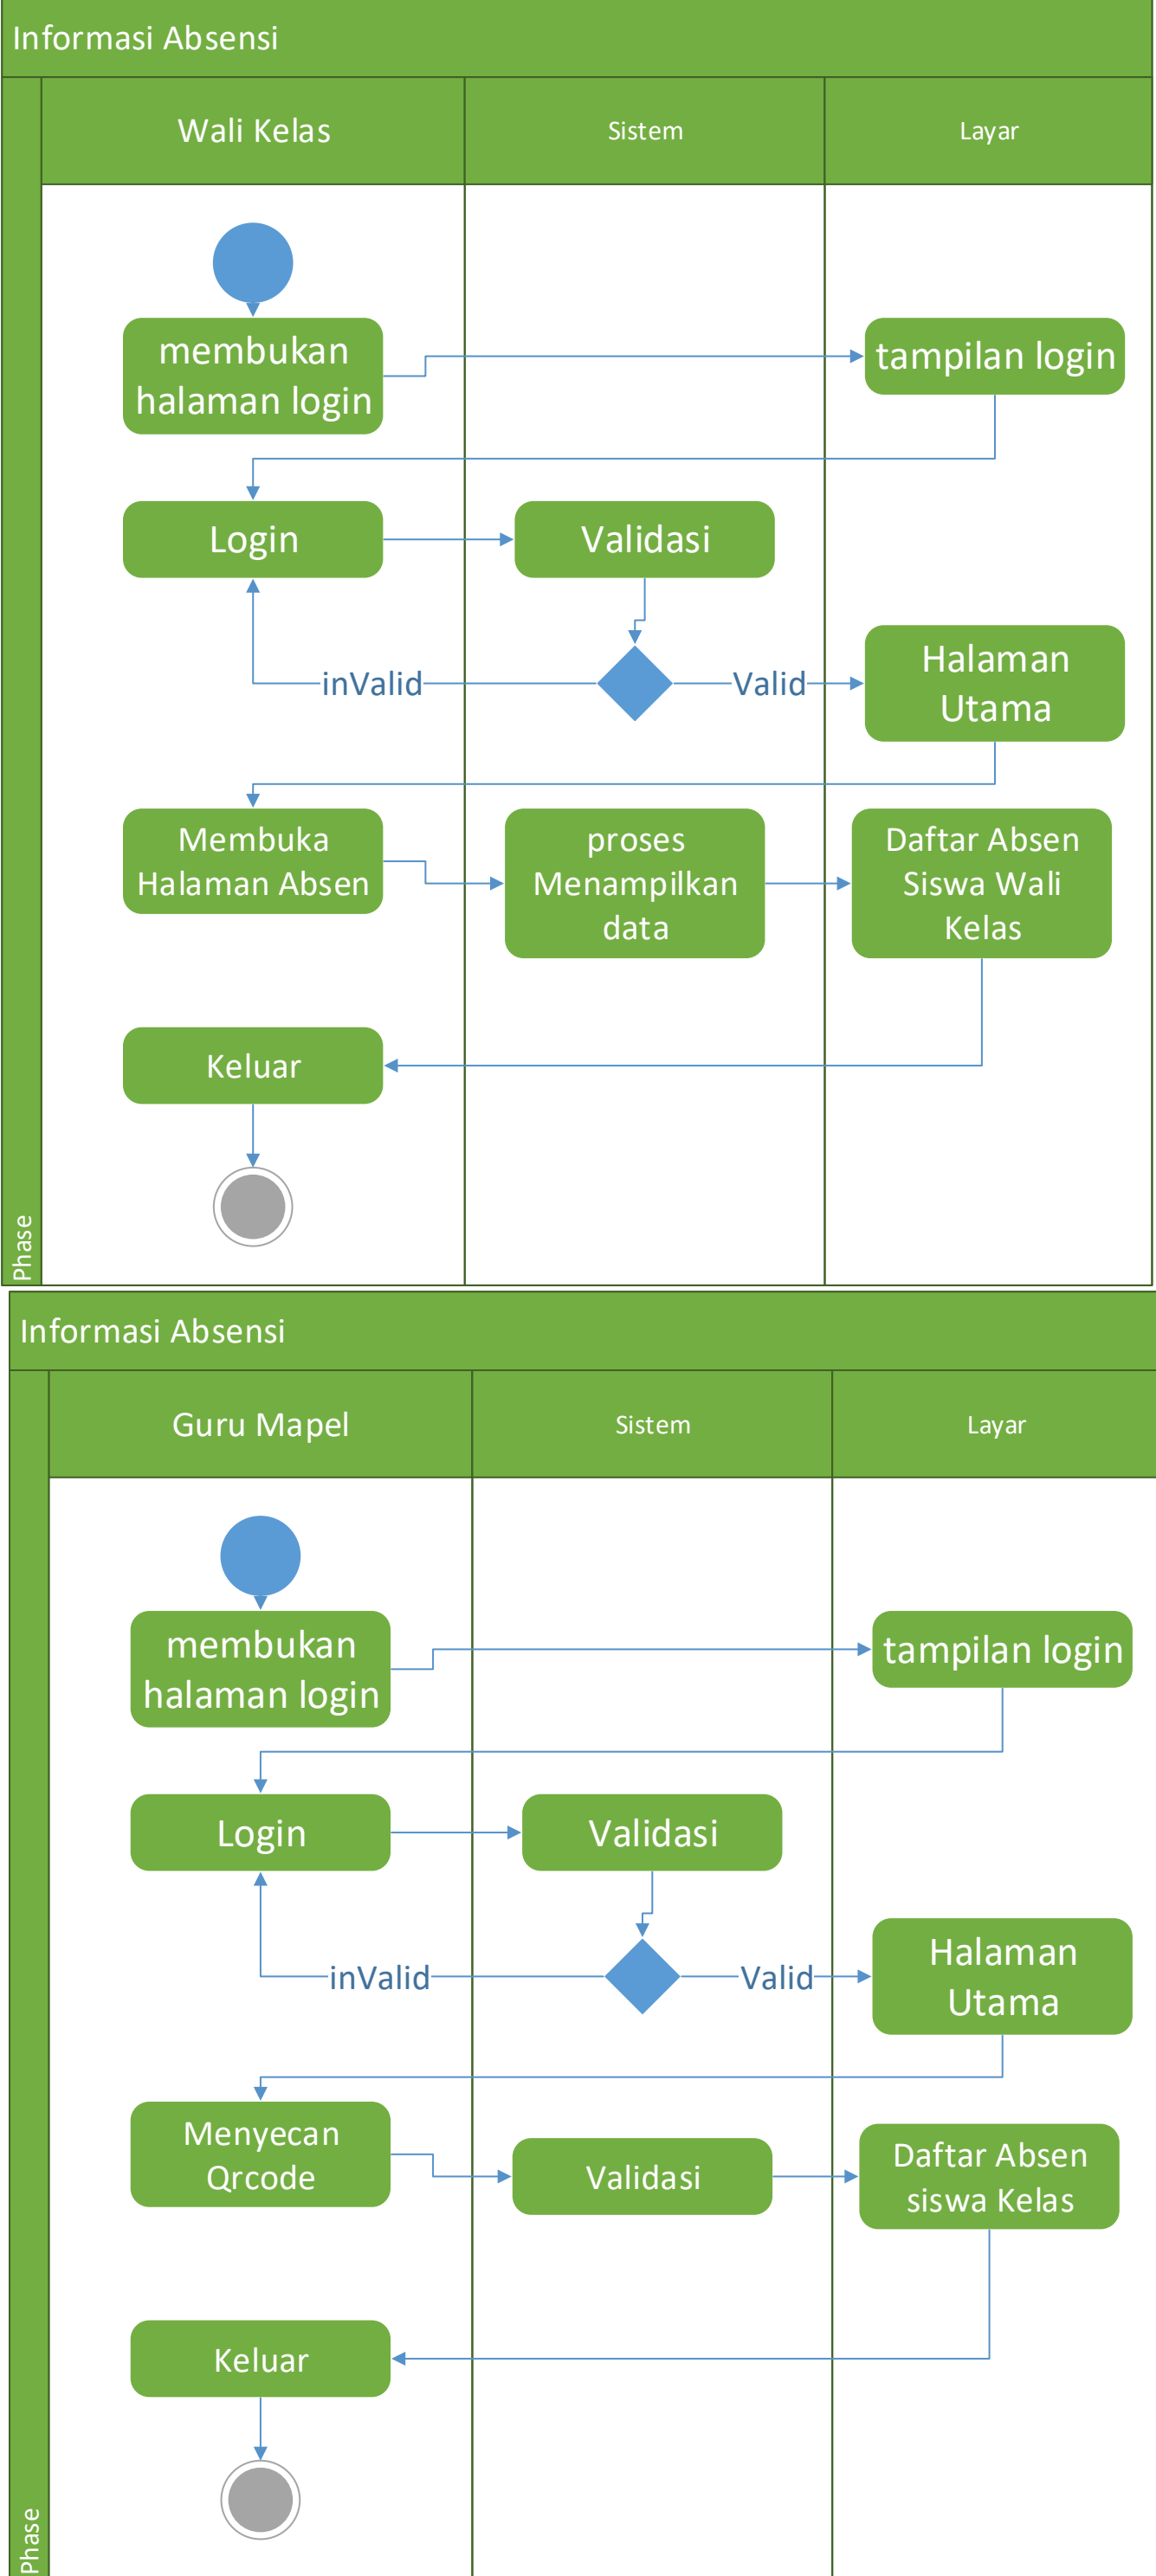 Informasi Absensi
Wali Kelas
Sistem
Layar
membukan
halaman login
tampilan login
Login
Validasi
inValid
Valid
Halaman
Utama
Membuka
Halaman Absen
proses
Menampilkan
data
Daftar Absen
Siswa Wali
Kelas
Keluar
Phase
Informasi Absensi
Guru Mapel
Sistem
Layar
membukan
halaman login
tampilan login
Login
Validasi
inValid
Valid
Halaman
Utama
Menyecan
Qrcode
Validasi
Daftar Absen
siswa Kelas
Keluar
Phase